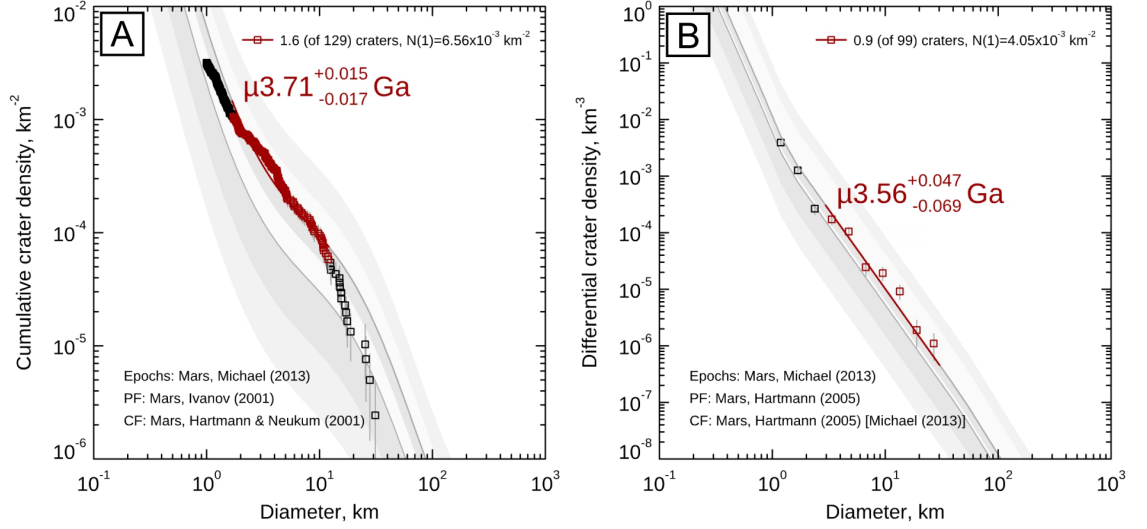 A
1.6 (of 129) craters, N(1)=6.56x10⁻³ km⁻²
μ3.71 +0.015 -0.017 Ga
Cumulative crater density, km⁻²
10⁻²
10⁻³
10⁻⁴
10⁻⁵
10⁻⁶
Epochs: Mars, Michael (2013)
PF: Mars, Ivanov (2001)
CF: Mars, Hartmann & Neukum (2001)
10⁻¹ 10⁰ 10¹ 10² 10³
Diameter, km
B
0.9 (of 99) craters, N(1)=4.05x10⁻³ km⁻²
μ3.56 +0.047 -0.069 Ga
Differential crater density, km⁻³
10⁰
10⁻¹
10⁻²
10⁻³
10⁻⁴
10⁻⁵
10⁻⁶
10⁻⁷
10⁻⁸
Epochs: Mars, Michael (2013)
PF: Mars, Hartmann (2005)
CF: Mars, Hartmann (2005) [Michael (2013)]
10⁻¹ 10⁰ 10¹ 10² 10³
Diameter, km